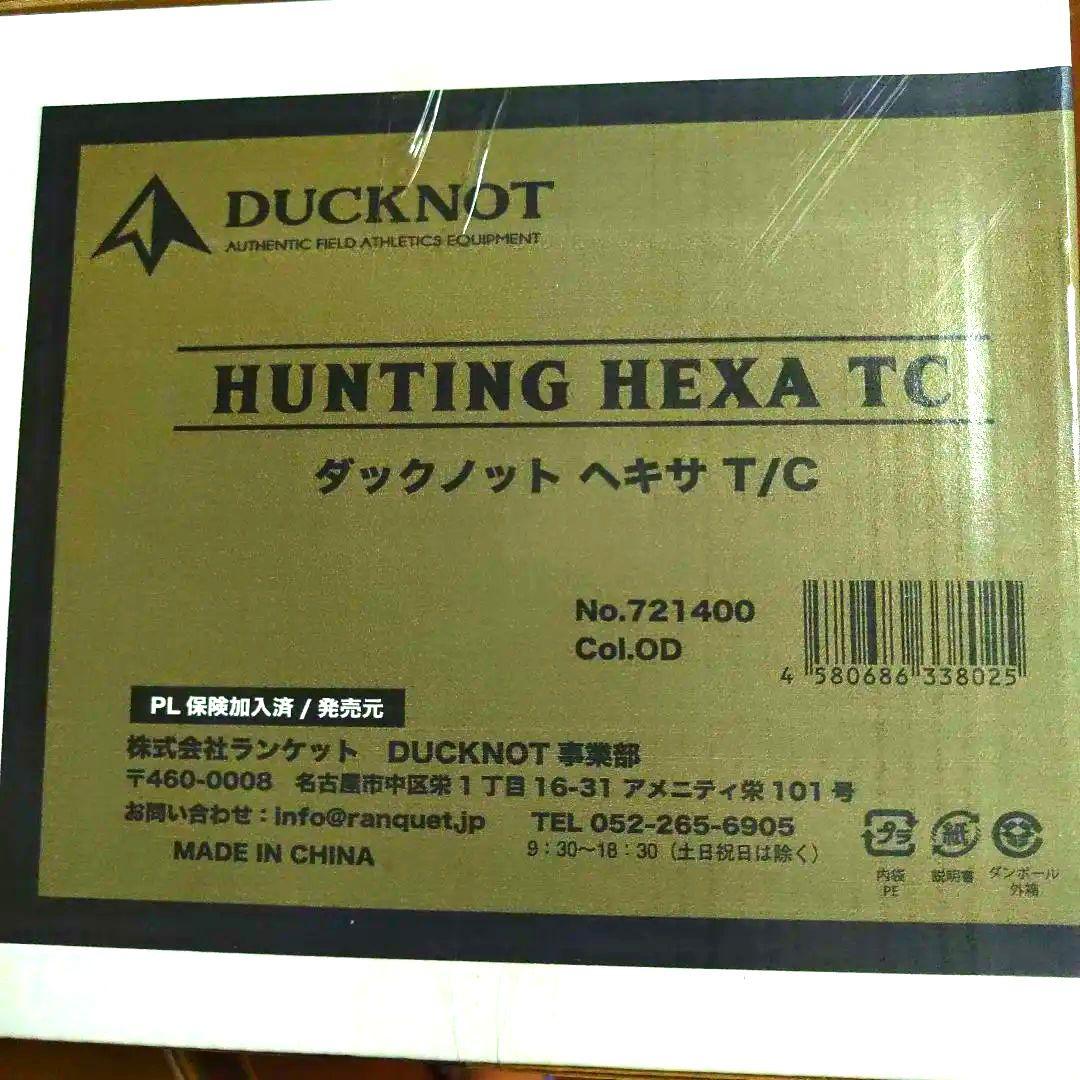 DUCKNOT
AUTHENTIC FIELD ATHLETICS EQUIPMENT
HUNTING HEXA TC
ダックノット ヘキサ T/C
No.721400
Col.OD
4 580686 338025
PL 保険加入済 / 発売元
株式会社ランケット DUCKNOT 事業部
〒460-0008 名古屋市中区栄 1 丁目 16-31 アメニティ栄 101 号
お問い合わせ：info@ranquet.jp TEL 052-265-6905
9：30～18：30（土日祝日は除く）
MADE IN CHINA
プラ 紙
内袋 説明書 ダンボール
PE 外箱